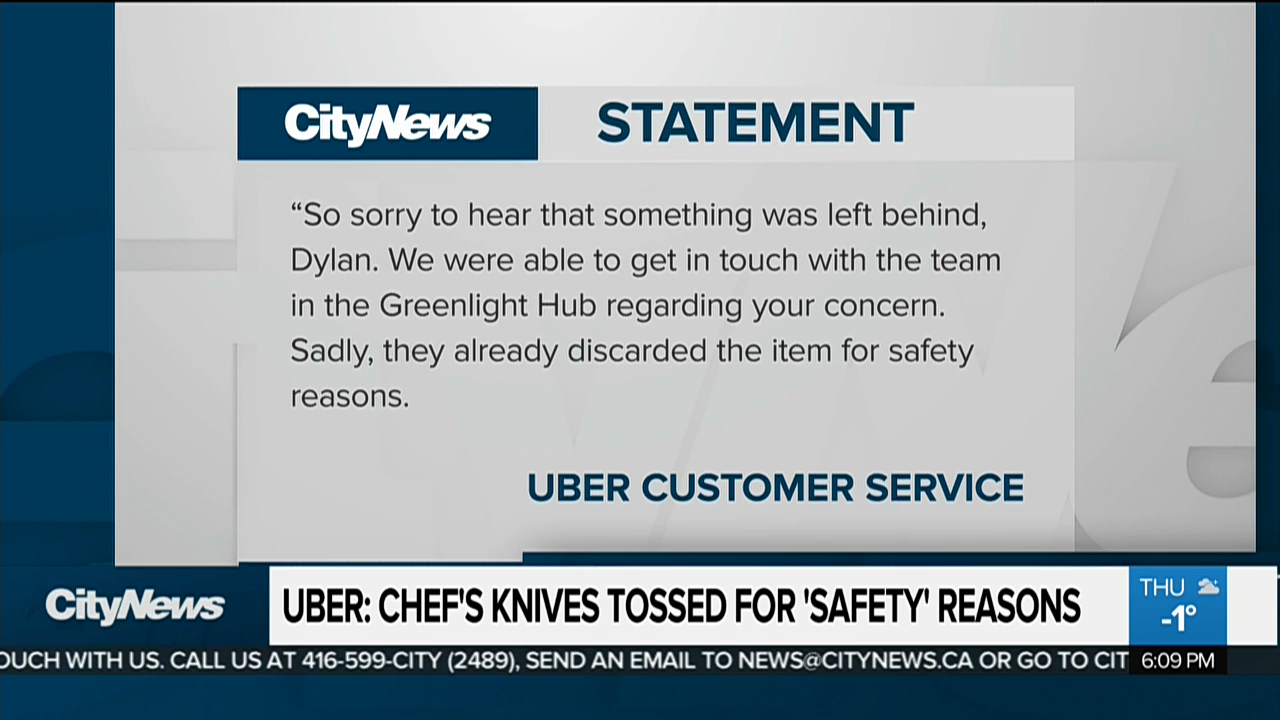 CityNews
STATEMENT
“So sorry to hear that something was left behind,
Dylan. We were able to get in touch with the team
in the Greenlight Hub regarding your concern.
Sadly, they already discarded the item for safety
reasons.
UBER CUSTOMER SERVICE
CityNews
UBER: CHEF'S KNIVES TOSSED FOR 'SAFETY' REASONS
THU
-1°
OUCH WITH US. CALL US AT 416-599-CITY (2489), SEND AN EMAIL TO NEWS@CITYNEWS.CA OR GO TO CIT
6:09 PM